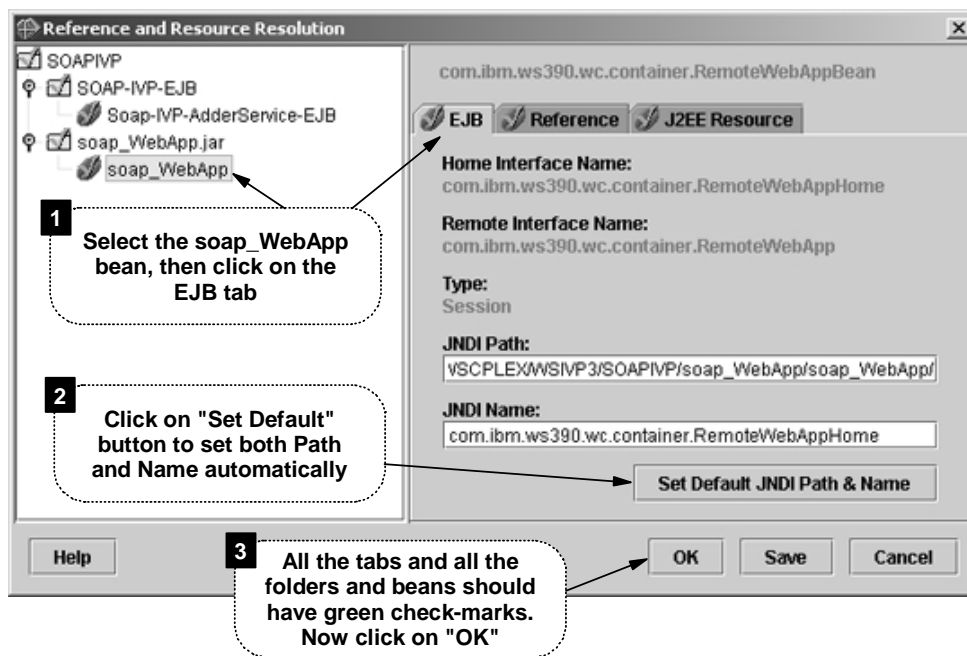 Reference and Resource Resolution
SOAPIVP
SOAP-IVP-EJB
Soap-IVP-AdderService-EJB
soap_WebApp.jar
soap_WebApp
1
Select the soap_WebApp
bean, then click on the
EJB tab
2
Click on "Set Default"
button to set both Path
and Name automatically
com.ibm.ws390.wc.container.RemoteWebAppBean
EJB Reference J2EE Resource
Home Interface Name:
com.ibm.ws390.wc.container.RemoteWebAppHome
Remote Interface Name:
com.ibm.ws390.wc.container.RemoteWebApp
Type:
Session
JNDI Path:
/WSCPLEX/WSIVP3/SOAPIVP/soap_WebApp/soap_WebApp/
JNDI Name:
com.ibm.ws390.wc.container.RemoteWebAppHome
Set Default JNDI Path & Name
Help
3
All the tabs and all the
folders and beans should
have green check-marks.
Now click on "OK"
OK Save Cancel